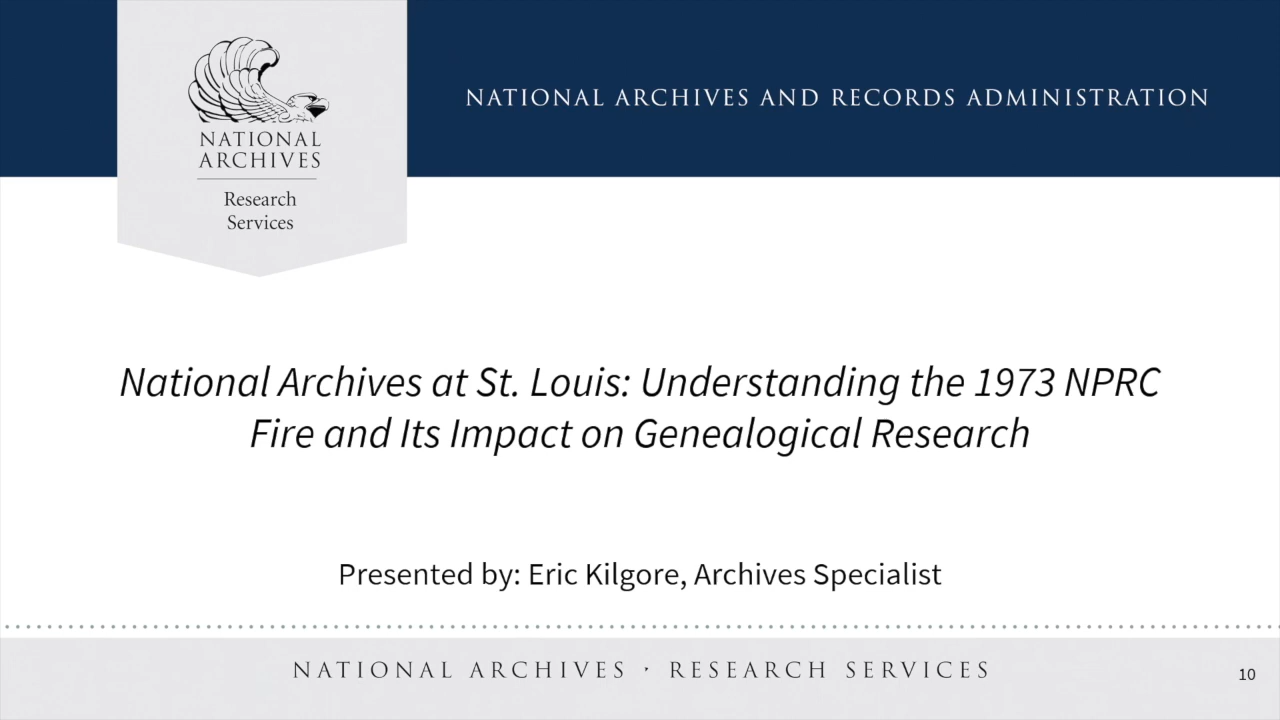 NATIONAL ARCHIVES AND RECORDS ADMINISTRATION
NATIONAL
ARCHIVES
Research
Services
National Archives at St. Louis: Understanding the 1973 NPRC
Fire and Its Impact on Genealogical Research
Presented by: Eric Kilgore, Archives Specialist
NATIONAL ARCHIVES · RESEARCH SERVICES
10